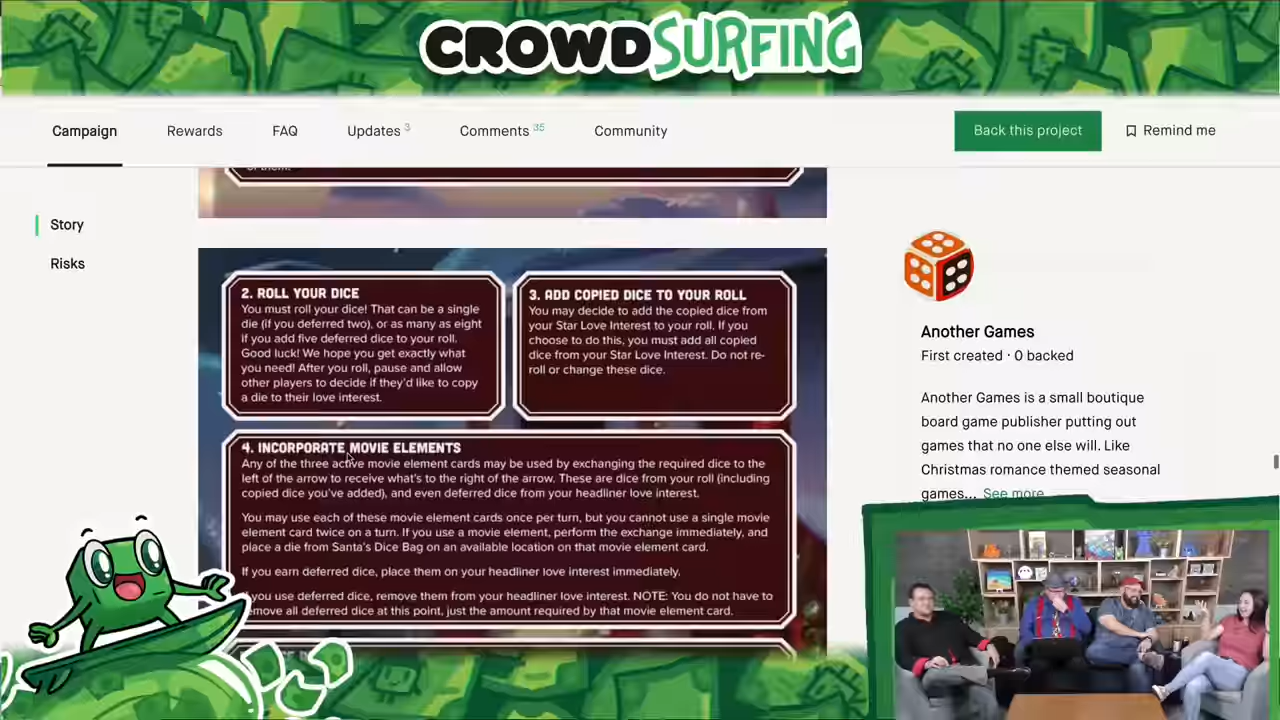 CROWDSURFING
Campaign
Rewards
FAQ
Updates 3
Comments 35
Community
Back this project
Remind me
Story
Risks
of them.
2. ROLL YOUR DICE
You must roll your dice! That can be a single
die (if you deferred two), or as many as eight
if you add five deferred dice to your roll.
Good luck! We hope you get exactly what
you need! After you roll, pause and allow
other players to decide if they'd like to copy
a die to their love interest.
3. ADD COPIED DICE TO YOUR ROLL
You may decide to add the copied dice from
your Star Love Interest to your roll. If you
choose to do this, you must add all copied
dice from your Star Love Interest. Do not re-
roll or change these dice.
4. INCORPORATE MOVIE ELEMENTS
Any of the three active movie element cards may be used by exchanging the required dice to the
left of the arrow to receive what's to the right of the arrow. These are dice from your roll (including
copied dice you've added), and even deferred dice from your headliner love interest.
You may use each of these movie element cards once per turn, but you cannot use a single movie
element card twice on a turn. If you use a movie element, perform the exchange immediately, and
place a die from Santa's Dice Bag on an available location on that movie element card.
If you earn deferred dice, place them on your headliner love interest immediately.
you use deferred dice, remove them from your headliner love interest. NOTE: You do not have to
remove all deferred dice at this point, just the amount required by that movie element card.
Another Games
First created · 0 backed
Another Games is a small boutique
board game publisher putting out
games that no one else will. Like
Christmas romance themed seasonal
games... See more